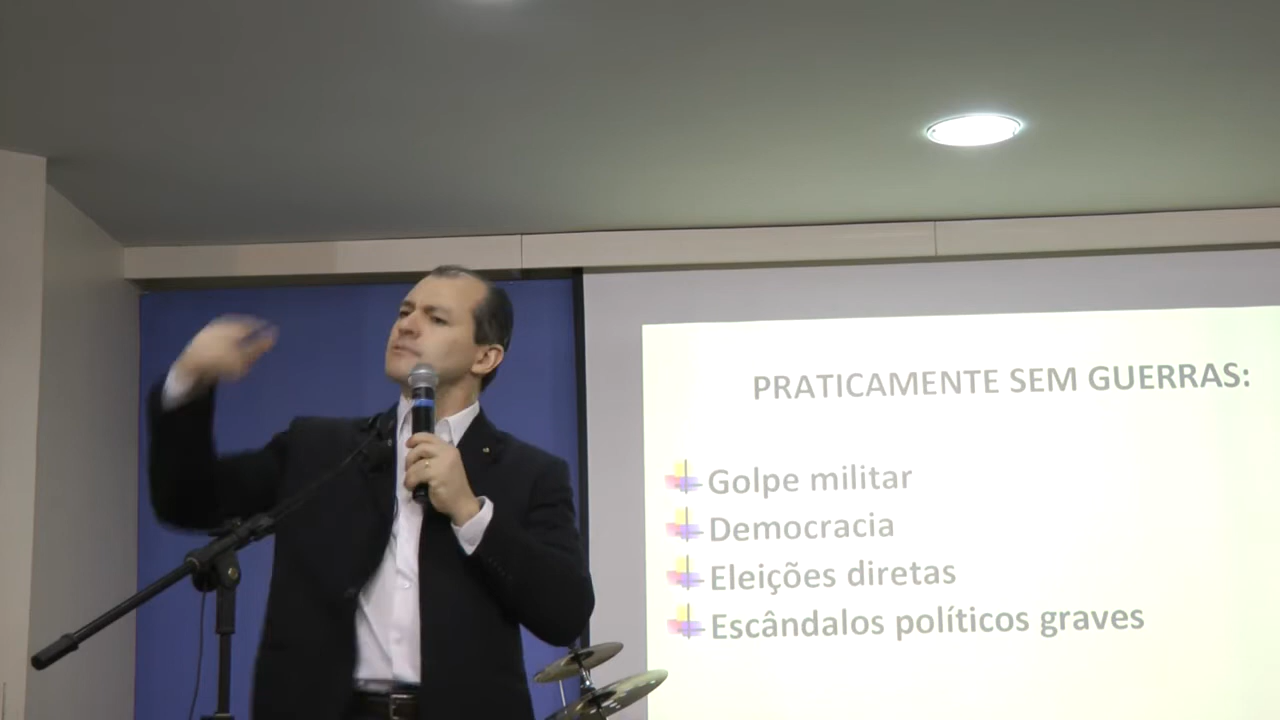 PRATICAMENTE SEM GUERRAS:
Golpe militar
Democracia
Eleições diretas
Escândalos políticos graves